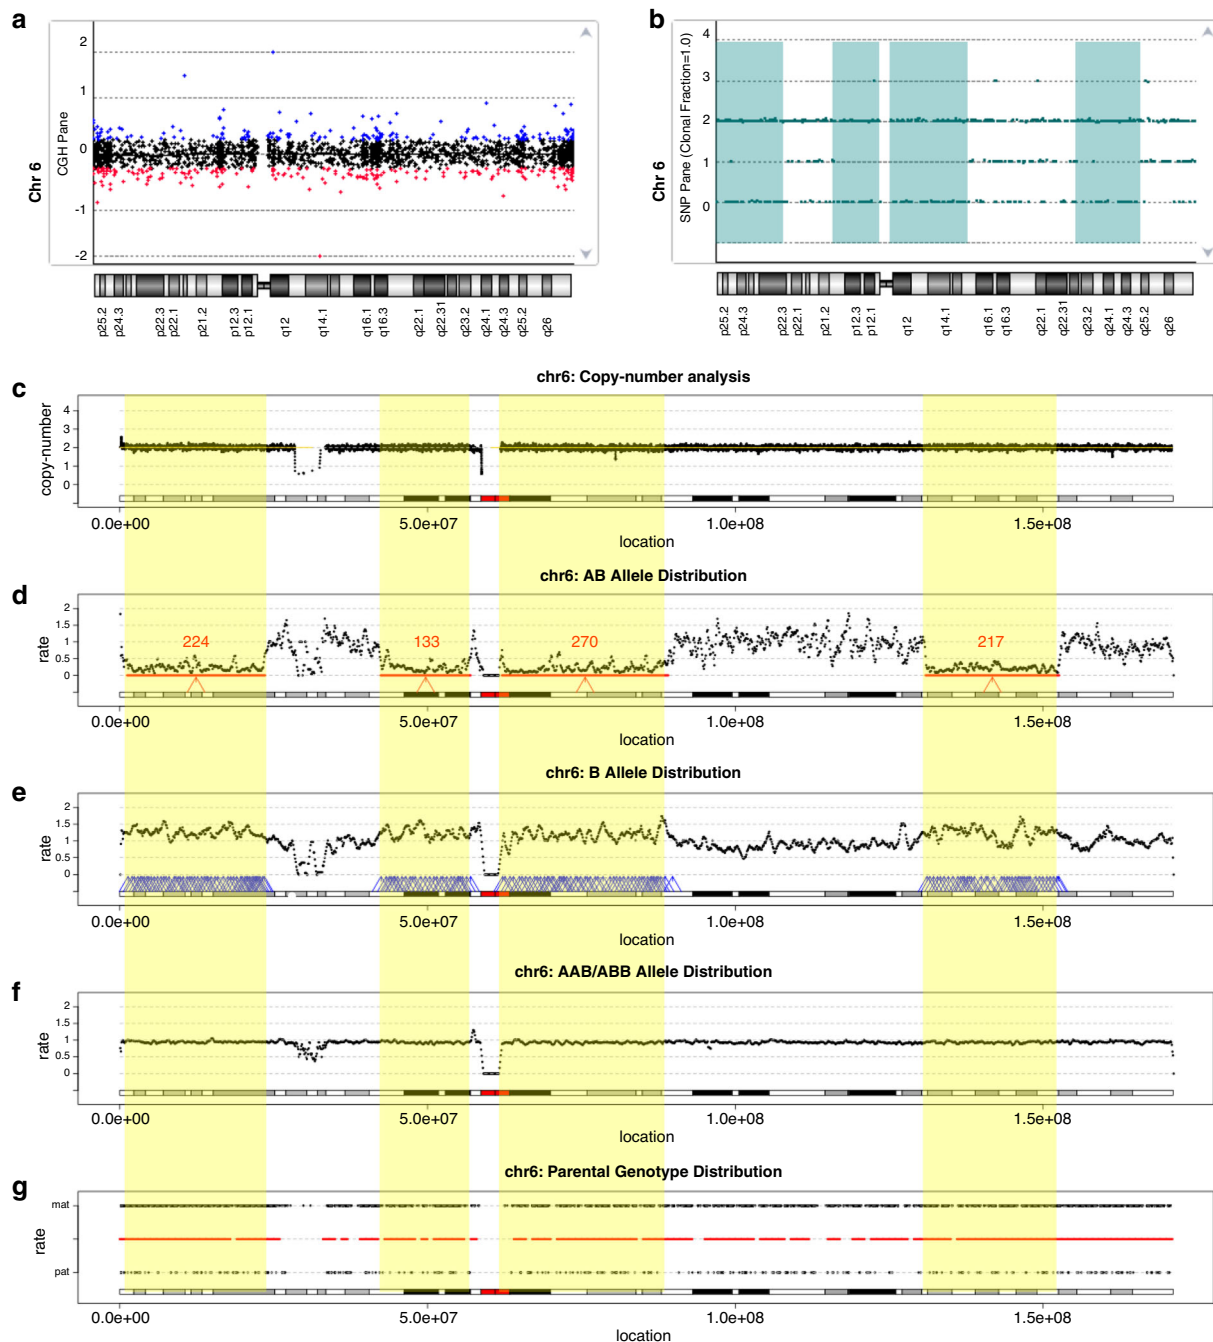 a
b
2
1
0
-1
-2
Chr 6
CGH Pane
p25.2 p24.3 p22.3 p22.1 p21.2 p12.3 p12.1 q12 q14.1 q16.1 q16.3 q22.1 q22.31 q23.2 q24.1 q24.3 q25.2 q26
4
3
2
1
0
Chr 6
SNP Pane (Clonal Fraction=1.0)
p25.2 p24.3 p22.3 p22.1 p21.2 p12.3 p12.1 q12 q14.1 q16.1 q16.3 q22.1 q22.31 q23.2 q24.1 q24.3 q25.2 q26
c
chr6: Copy-number analysis
copy-number
4
3
2
1
0
0.0e+00 5.0e+07 1.0e+08 1.5e+08
location
d
chr6: AB Allele Distribution
rate
2
1.5
1
0.5
0
224 133 270 217
0.0e+00 5.0e+07 1.0e+08 1.5e+08
location
e
chr6: B Allele Distribution
rate
2
1.5
1
0.5
0
0.0e+00 5.0e+07 1.0e+08 1.5e+08
location
f
chr6: AAB/ABB Allele Distribution
rate
2
1.5
1
0.5
0
0.0e+00 5.0e+07 1.0e+08 1.5e+08
location
g
chr6: Parental Genotype Distribution
rate
mat
pat
0.0e+00 5.0e+07 1.0e+08 1.5e+08
location